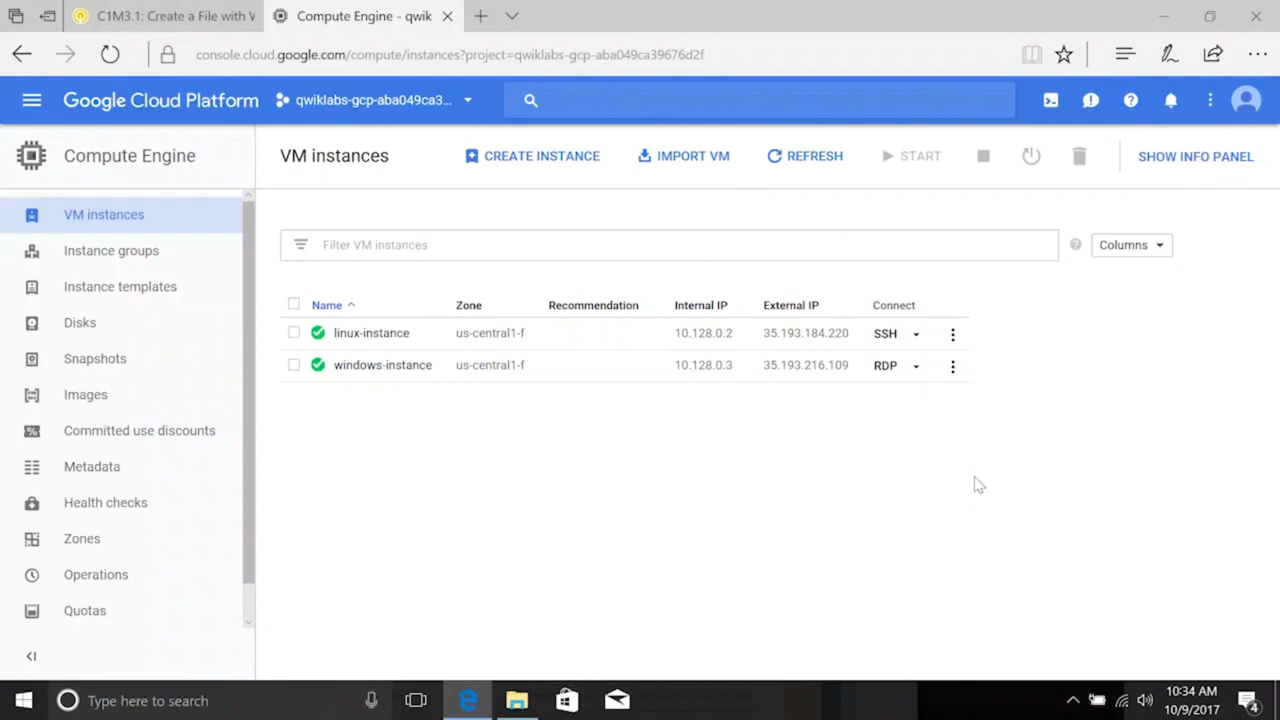 C1M3.1: Create a File with V
Compute Engine - qwik
console.cloud.google.com/compute/instances?project=qwiklabs-gcp-aba049ca39676d2f
Google Cloud Platform
qwiklabs-gcp-aba049ca3...
Compute Engine
VM instances
CREATE INSTANCE
IMPORT VM
REFRESH
START
SHOW INFO PANEL
VM instances
Instance groups
Instance templates
Disks
Snapshots
Images
Committed use discounts
Metadata
Health checks
Zones
Operations
Quotas
Filter VM instances
Columns
Name Zone Recommendation Internal IP External IP Connect
linux-instance us-central1-f 10.128.0.2 35.193.184.220 SSH
windows-instance us-central1-f 10.128.0.3 35.193.216.109 RDP
Type here to search
10:34 AM
10/9/2017
4